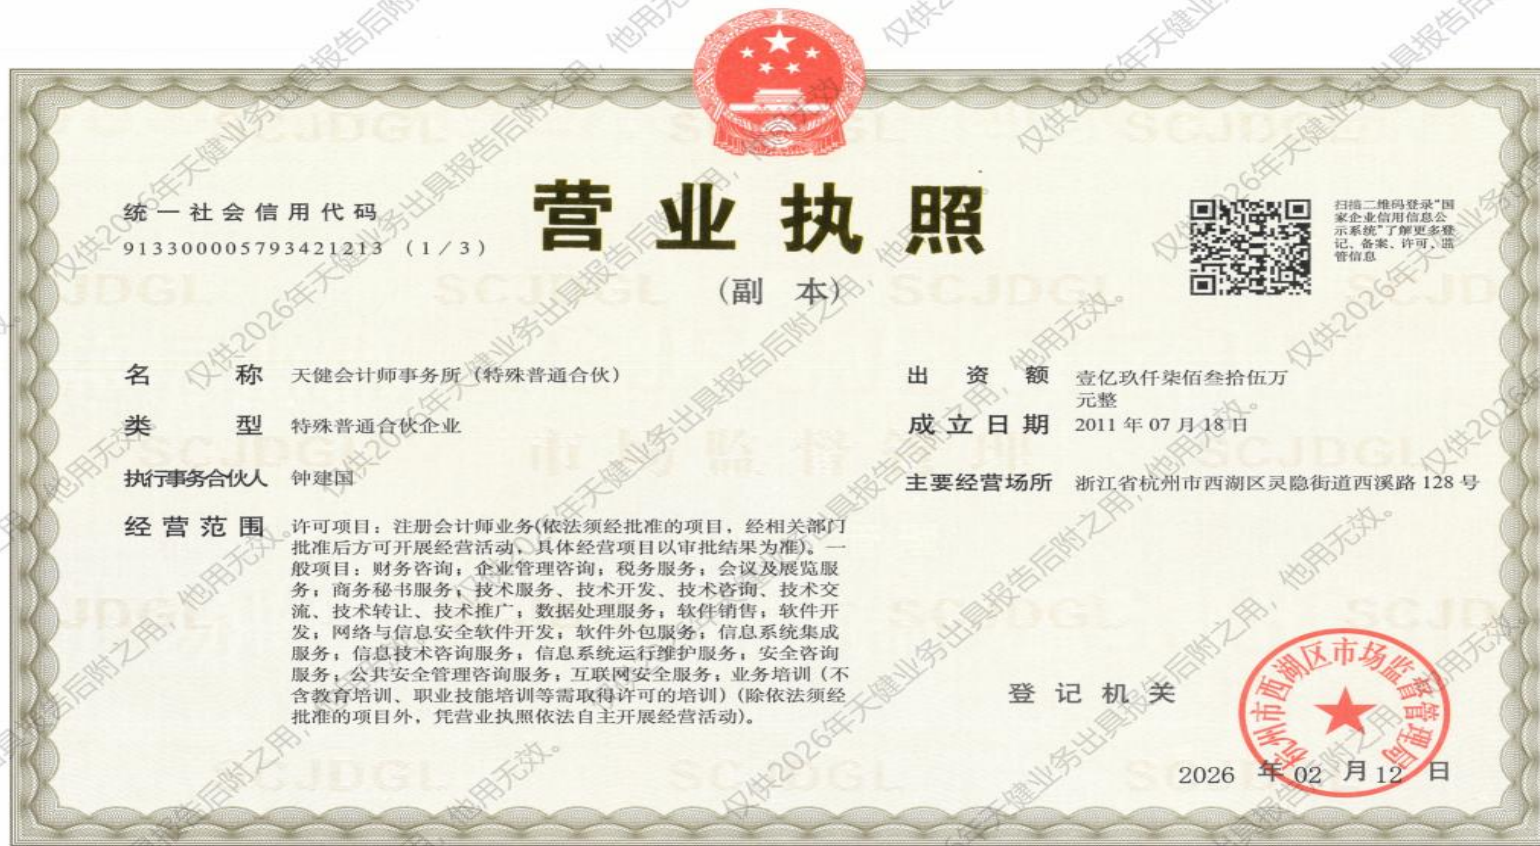 营业执照
（副 本）
统一社会信用代码
913300005793421213 （1/3）
扫描二维码登录“国
家企业信用信息公
示系统”了解更多登
记、备案、许可、监
管信息
名 称 天健会计师事务所（特殊普通合伙）
类 型 特殊普通合伙企业
执行事务合伙人 钟建国
经营范围 许可项目：注册会计师业务(依法须经批准的项目，经相关部门
批准后方可开展经营活动，具体经营项目以审批结果为准)。一
般项目：财务咨询；企业管理咨询；税务服务；会议及展览服
务；商务秘书服务；技术服务、技术开发、技术咨询、技术交
流、技术转让、技术推广；数据处理服务；软件销售；软件开
发；网络与信息安全软件开发；软件外包服务；信息系统集成
服务；信息技术咨询服务；信息系统运行维护服务；安全咨询
服务；公共安全管理咨询服务；互联网安全服务；业务培训（不
含教育培训、职业技能培训等需取得许可的培训）(除依法须经
批准的项目外，凭营业执照依法自主开展经营活动)。
出 资 额 壹亿玖仟柒佰叁拾伍万
元整
成立日期 2011 年 07 月 18 日
主要经营场所 浙江省杭州市西湖区灵隐街道西溪路 128 号
登记机关
杭州市西湖区市场监督管理局
2026 年 02 月 12 日
仅供2026年天健业务出具报告后附之用，他用无效。
SCJDGL
市场监督管理